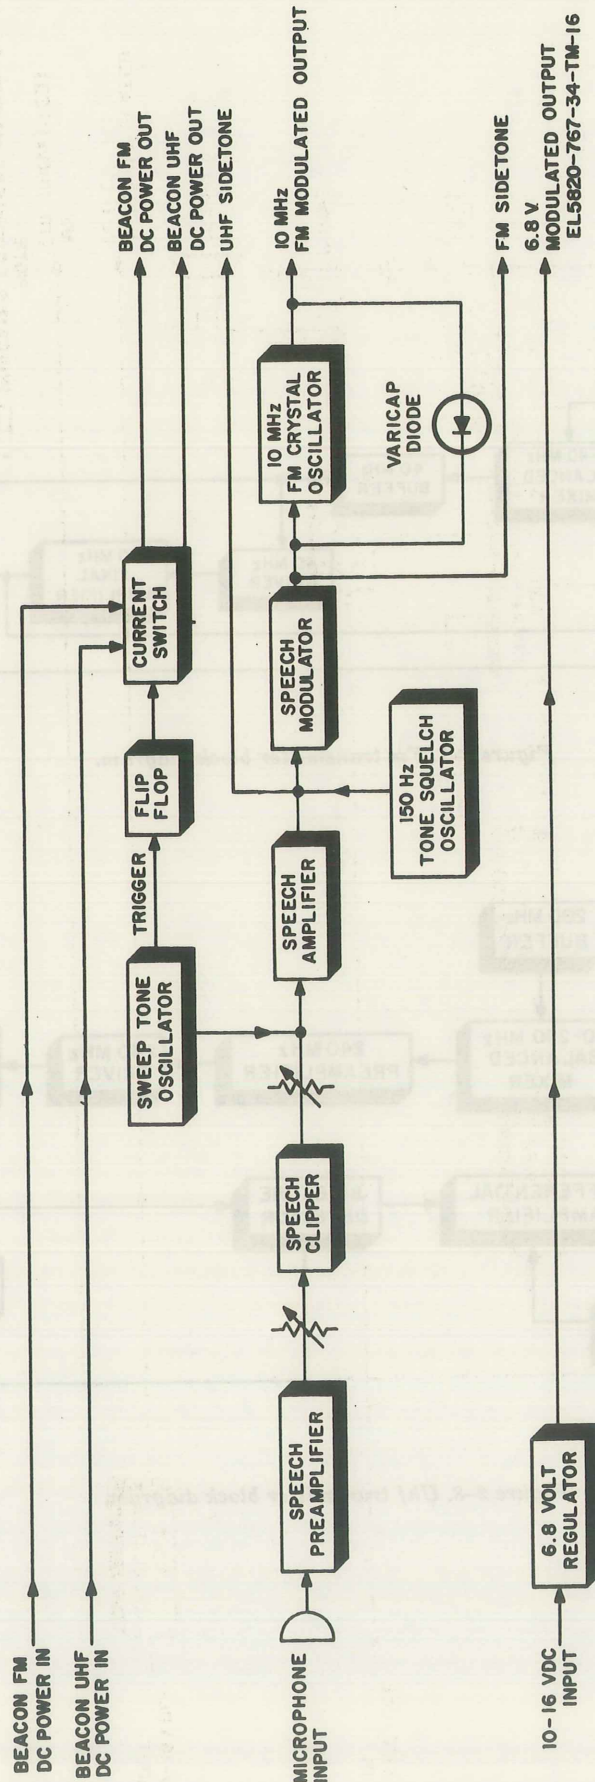 BEACON FM
DC POWER IN
BEACON UHF
DC POWER IN
MICROPHONE
INPUT
10-16 VDC
INPUT
SPEECH
PREAMPLIFIER
6.8 VOLT
REGULATOR
SPEECH
CLIPPER
SWEEP TONE
OSCILLATOR
TRIGGER
SPEECH
AMPLIFIER
FLIP
FLOP
150 Hz
TONE SQUELCH
OSCILLATOR
CURRENT
SWITCH
SPEECH
MODULATOR
10 MHz
FM CRYSTAL
OSCILLATOR
VARICAP
DIODE
BEACON FM
DC POWER OUT
BEACON UHF
DC POWER OUT
UHF SIDETONE
10 MHz
FM MODULATED OUTPUT
FM SIDETONE
6.8 V
MODULATED OUTPUT
EL5820-767-34-TM-16